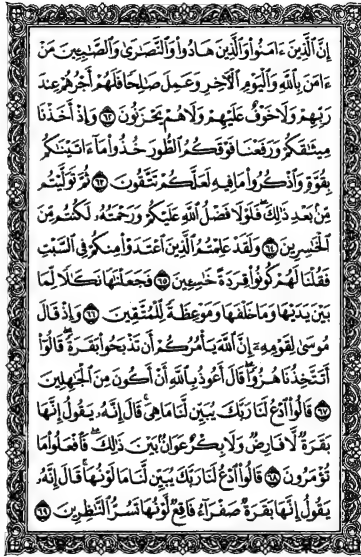 إِنَّ ٱلَّذِينَ ءَامَنُوا۟ وَٱلَّذِينَ هَادُوا۟ وَٱلنَّصَٰرَىٰ وَٱلصَّٰبِـِٔينَ مَنْ
ءَامَنَ بِٱللَّهِ وَٱلْيَوْمِ ٱلْءَاخِرِ وَعَمِلَ صَٰلِحًا فَلَهُمْ أَجْرُهُمْ عِندَ
رَبِّهِمْ وَلَا خَوْفٌ عَلَيْهِمْ وَلَا هُمْ يَحْزَنُونَ ٦٢ وَإِذْ أَخَذْنَا
مِيثَٰقَكُمْ وَرَفَعْنَا فَوْقَكُمُ ٱلطُّورَ خُذُوا۟ مَآ ءَاتَيْنَٰكُم
بِقُوَّةٍ وَٱذْكُرُوا۟ مَا فِيهِ لَعَلَّكُمْ تَتَّقُونَ ٦٣ ثُمَّ تَوَلَّيْتُم
مِّنۢ بَعْدِ ذَٰلِكَ ۖ فَلَوْلَا فَضْلُ ٱللَّهِ عَلَيْكُمْ وَرَحْمَتُهُۥ لَكُنتُم مِّنَ
ٱلْخَٰسِرِينَ ٦٤ وَلَقَدْ عَلِمْتُمُ ٱلَّذِينَ ٱعْتَدَوْا۟ مِنكُمْ فِى ٱلسَّبْتِ
فَقُلْنَا لَهُمْ كُونُوا۟ قِرَدَةً خَٰسِـِٔينَ ٦٥ فَجَعَلْنَٰهَا نَكَٰلًا لِّمَا
بَيْنَ يَدَيْهَا وَمَا خَلْفَهَا وَمَوْعِظَةً لِّلْمُتَّقِينَ ٦٦ وَإِذْ قَالَ
مُوسَىٰ لِقَوْمِهِۦٓ إِنَّ ٱللَّهَ يَأْمُرُكُمْ أَن تَذْبَحُوا۟ بَقَرَةً ۖ قَالُوٓا۟
أَتَتَّخِذُنَا هُزُوًا ۖ قَالَ أَعُوذُ بِٱللَّهِ أَنْ أَكُونَ مِنَ ٱلْجَٰهِلِينَ
٦٧ قَالُوا۟ ٱدْعُ لَنَا رَبَّكَ يُبَيِّن لَّنَا مَا هِىَ ۚ قَالَ إِنَّهُۥ يَقُولُ إِنَّهَا
بَقَرَةٌ لَّا فَارِضٌ وَلَا بِكْرٌ عَوَانٌۢ بَيْنَ ذَٰلِكَ ۖ فَٱفْعَلُوا۟ مَا
تُؤْمَرُونَ ٦٨ قَالُوا۟ ٱدْعُ لَنَا رَبَّكَ يُبَيِّن لَّنَا مَا لَوْنُهَا ۚ قَالَ إِنَّهُۥ
يَقُولُ إِنَّهَا بَقَرَةٌ صَفْرَآءُ فَاقِعٌ لَّوْنُهَا تَسُرُّ ٱلنَّٰظِرِينَ ٦٩